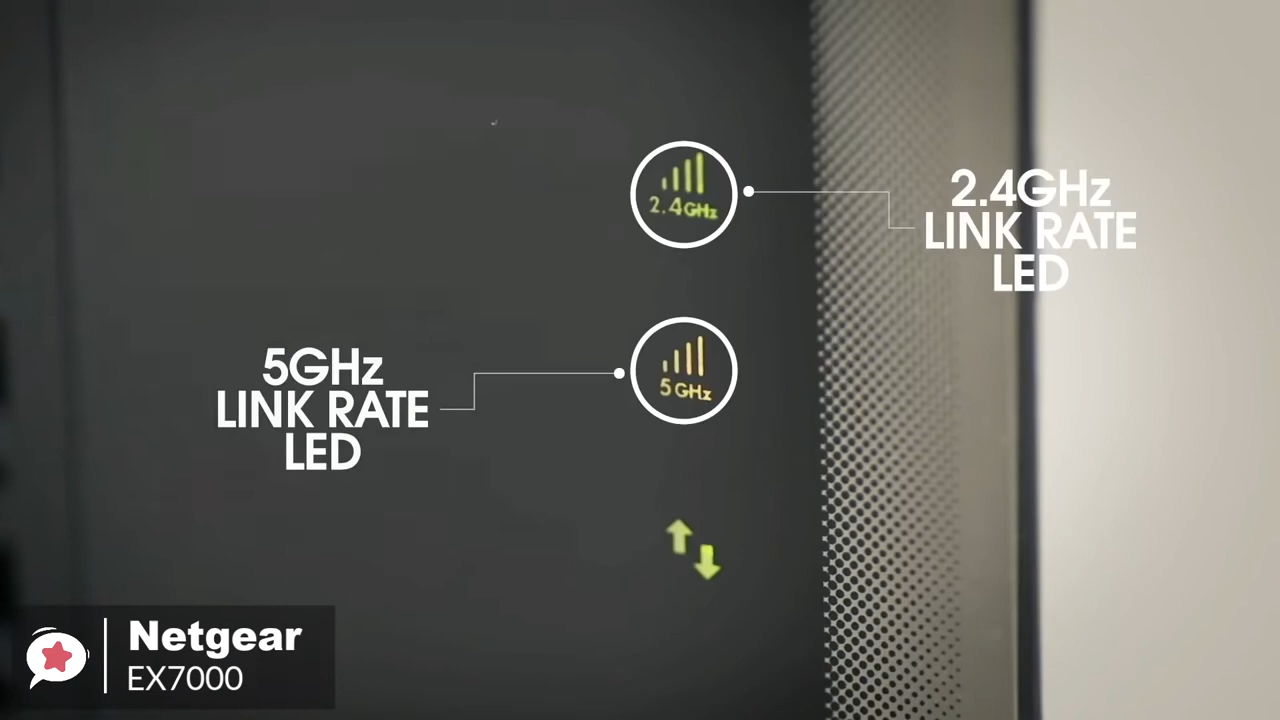 2.4GHz
2.4GHz
LINK RATE
LED
5GHz
LINK RATE
LED
5GHz
Netgear
EX7000